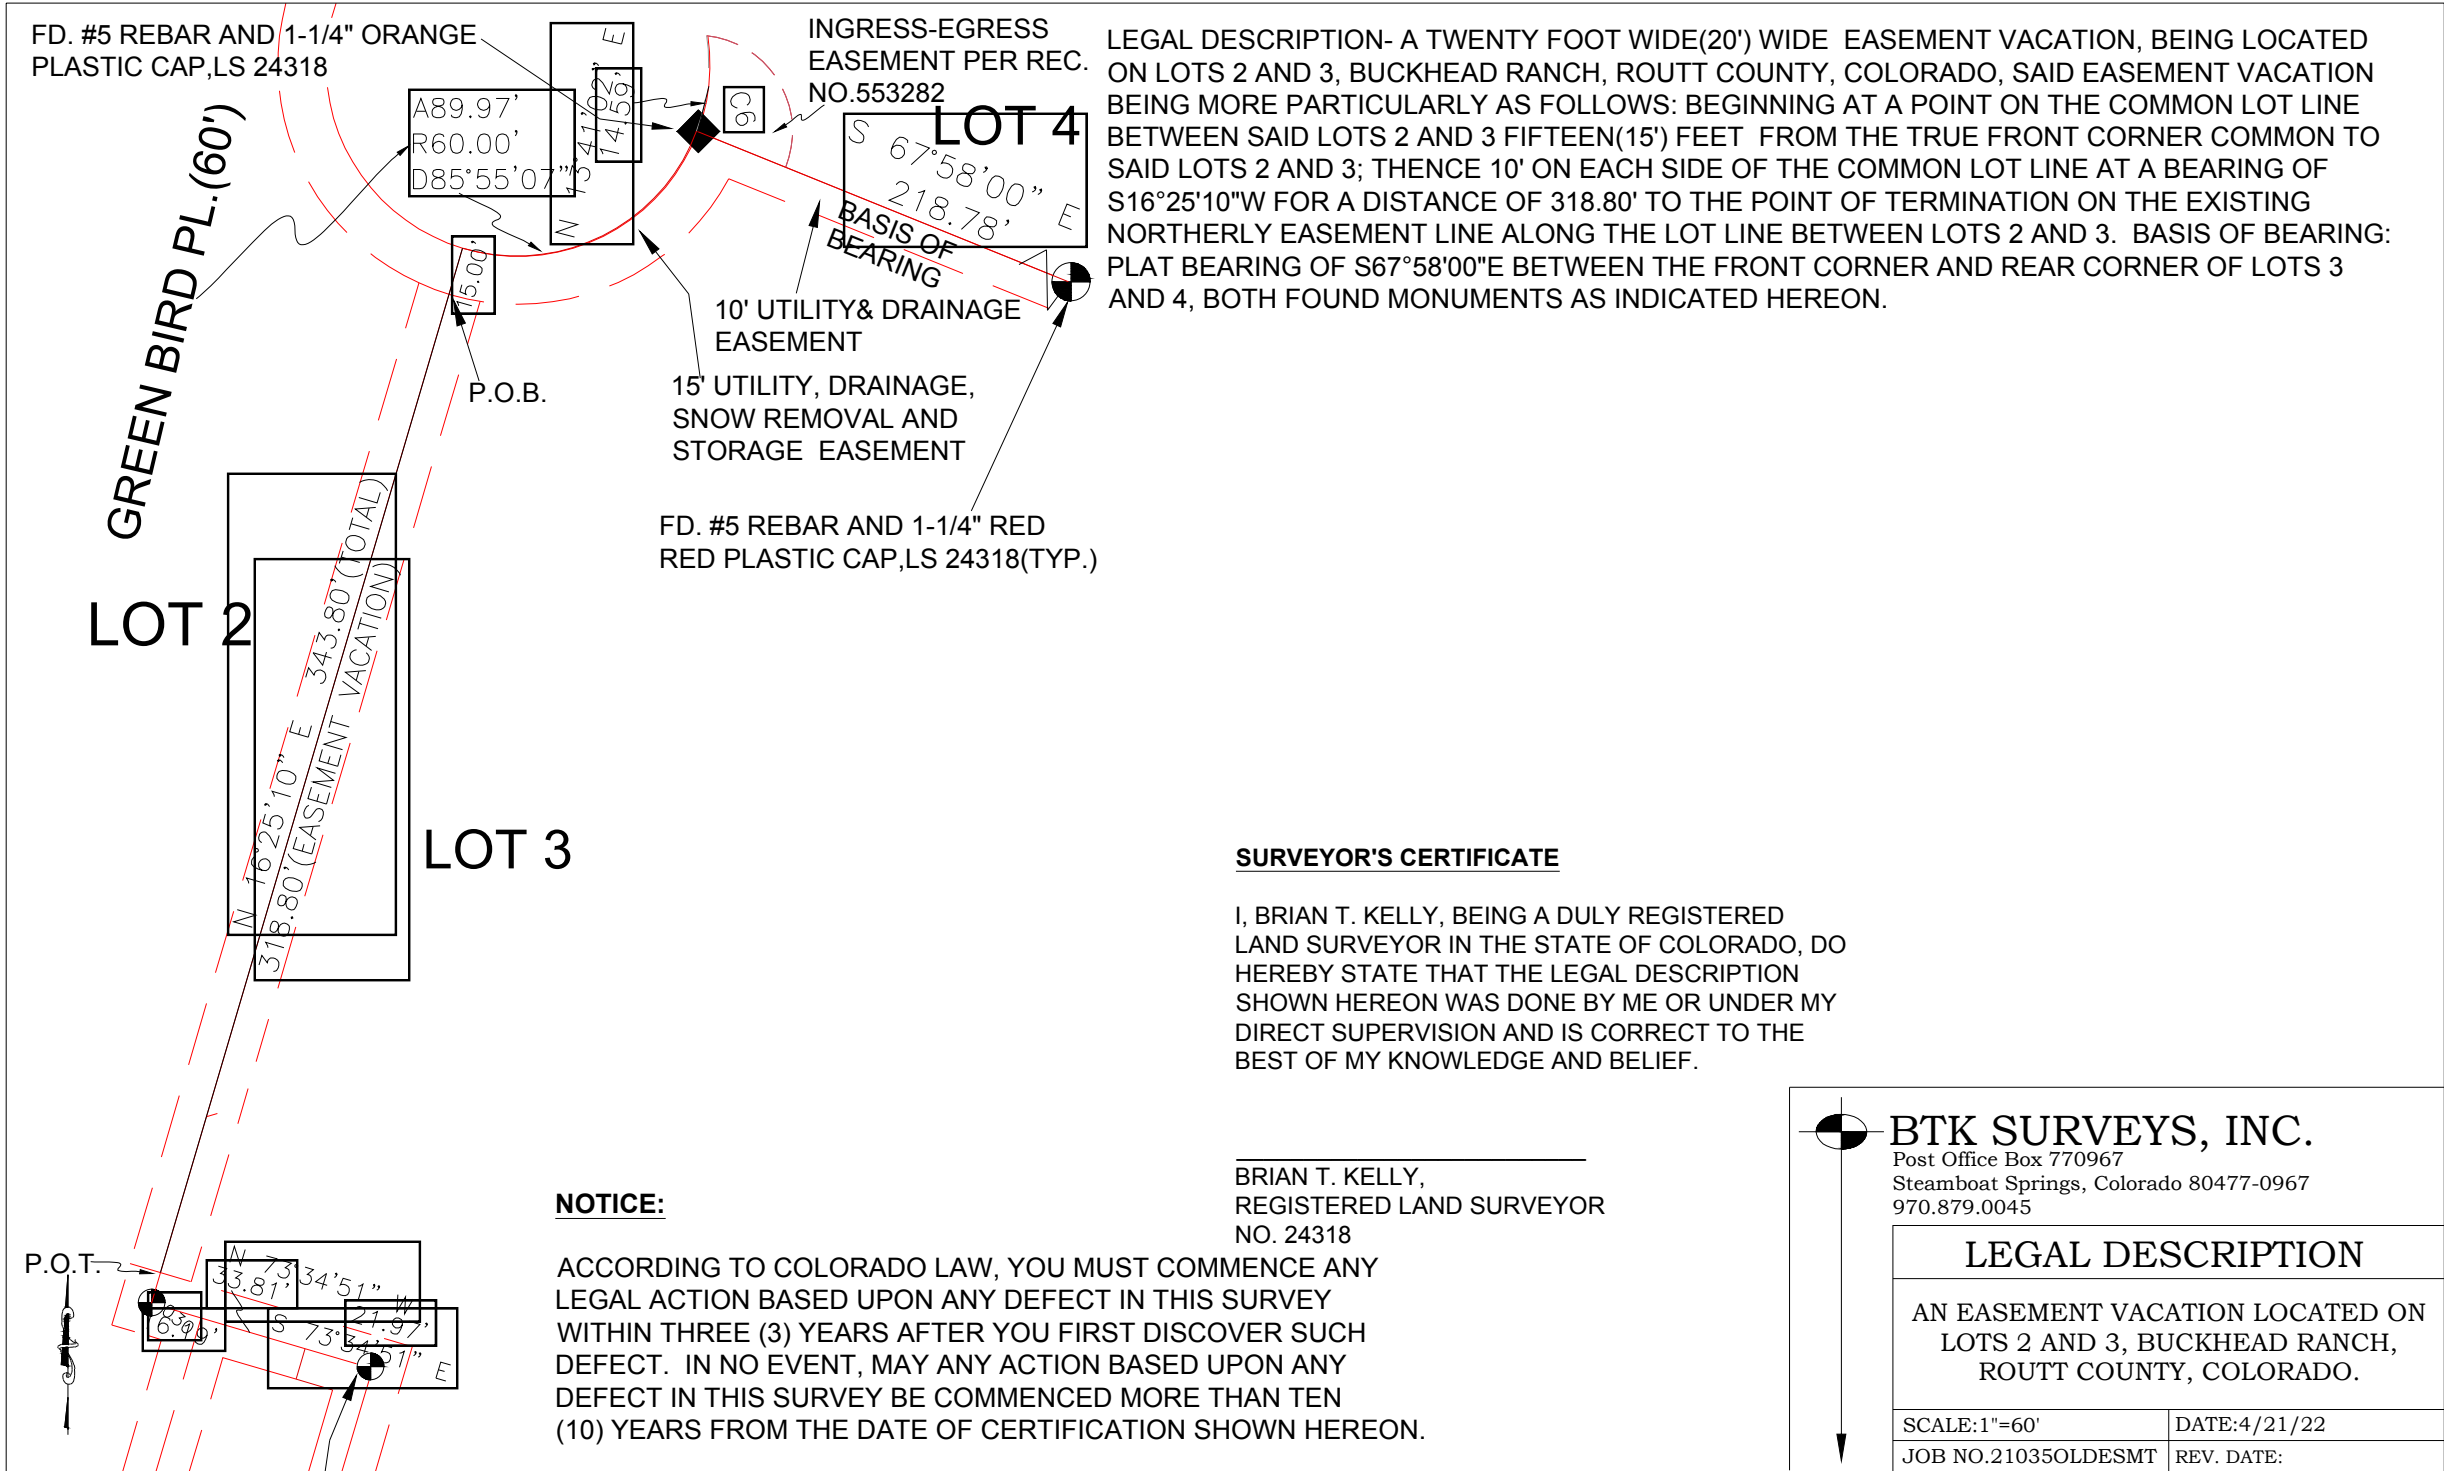 FD. #5 REBAR AND 1-1/4" ORANGE
PLASTIC CAP,LS 24318
INGRESS-EGRESS
EASEMENT PER REC.
NO.553282
LEGAL DESCRIPTION- A TWENTY FOOT WIDE(20') WIDE EASEMENT VACATION, BEING LOCATED
ON LOTS 2 AND 3, BUCKHEAD RANCH, ROUTT COUNTY, COLORADO, SAID EASEMENT VACATION
BEING MORE PARTICULARLY AS FOLLOWS: BEGINNING AT A POINT ON THE COMMON LOT LINE
BETWEEN SAID LOTS 2 AND 3 FIFTEEN(15') FEET FROM THE TRUE FRONT CORNER COMMON TO
SAID LOTS 2 AND 3; THENCE 10' ON EACH SIDE OF THE COMMON LOT LINE AT A BEARING OF
S16°25'10"W FOR A DISTANCE OF 318.80' TO THE POINT OF TERMINATION ON THE EXISTING
NORTHERLY EASEMENT LINE ALONG THE LOT LINE BETWEEN LOTS 2 AND 3. BASIS OF BEARING:
PLAT BEARING OF S67°58'00"E BETWEEN THE FRONT CORNER AND REAR CORNER OF LOTS 3
AND 4, BOTH FOUND MONUMENTS AS INDICATED HEREON.
A89.97'
R60.00'
D85°55'07"
N 13°41'02" E
14.59'
C6
LOT 4
S 67°58'00" E
218.78'
BASIS OF
BEARING
GREEN BIRD PL.(60')
15.00'
10' UTILITY& DRAINAGE
EASEMENT
P.O.B.
15' UTILITY, DRAINAGE,
SNOW REMOVAL AND
STORAGE EASEMENT
FD. #5 REBAR AND 1-1/4" RED
RED PLASTIC CAP,LS 24318(TYP.)
N 16°25'10" E 343.80'(TOTAL)
318.80'(EASEMENT VACATION)
LOT 2
LOT 3
SURVEYOR'S CERTIFICATE
I, BRIAN T. KELLY, BEING A DULY REGISTERED
LAND SURVEYOR IN THE STATE OF COLORADO, DO
HEREBY STATE THAT THE LEGAL DESCRIPTION
SHOWN HEREON WAS DONE BY ME OR UNDER MY
DIRECT SUPERVISION AND IS CORRECT TO THE
BEST OF MY KNOWLEDGE AND BELIEF.
BRIAN T. KELLY,
REGISTERED LAND SURVEYOR
NO. 24318
NOTICE:
ACCORDING TO COLORADO LAW, YOU MUST COMMENCE ANY
LEGAL ACTION BASED UPON ANY DEFECT IN THIS SURVEY
WITHIN THREE (3) YEARS AFTER YOU FIRST DISCOVER SUCH
DEFECT. IN NO EVENT, MAY ANY ACTION BASED UPON ANY
DEFECT IN THIS SURVEY BE COMMENCED MORE THAN TEN
(10) YEARS FROM THE DATE OF CERTIFICATION SHOWN HEREON.
P.O.T.
N 73°34'51" W
33.81'
21.97'
S 73°34'51" E
BTK SURVEYS, INC.
Post Office Box 770967
Steamboat Springs, Colorado 80477-0967
970.879.0045
LEGAL DESCRIPTION
AN EASEMENT VACATION LOCATED ON
LOTS 2 AND 3, BUCKHEAD RANCH,
ROUTT COUNTY, COLORADO.
SCALE:1"=60'
DATE:4/21/22
JOB NO.21035OLDESMT
REV. DATE: